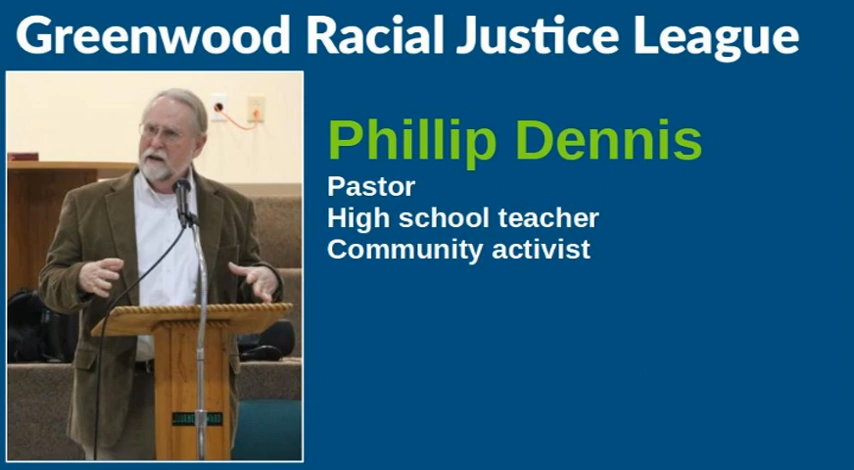 Greenwood Racial Justice League
Phillip Dennis
Pastor
High school teacher
Community activist